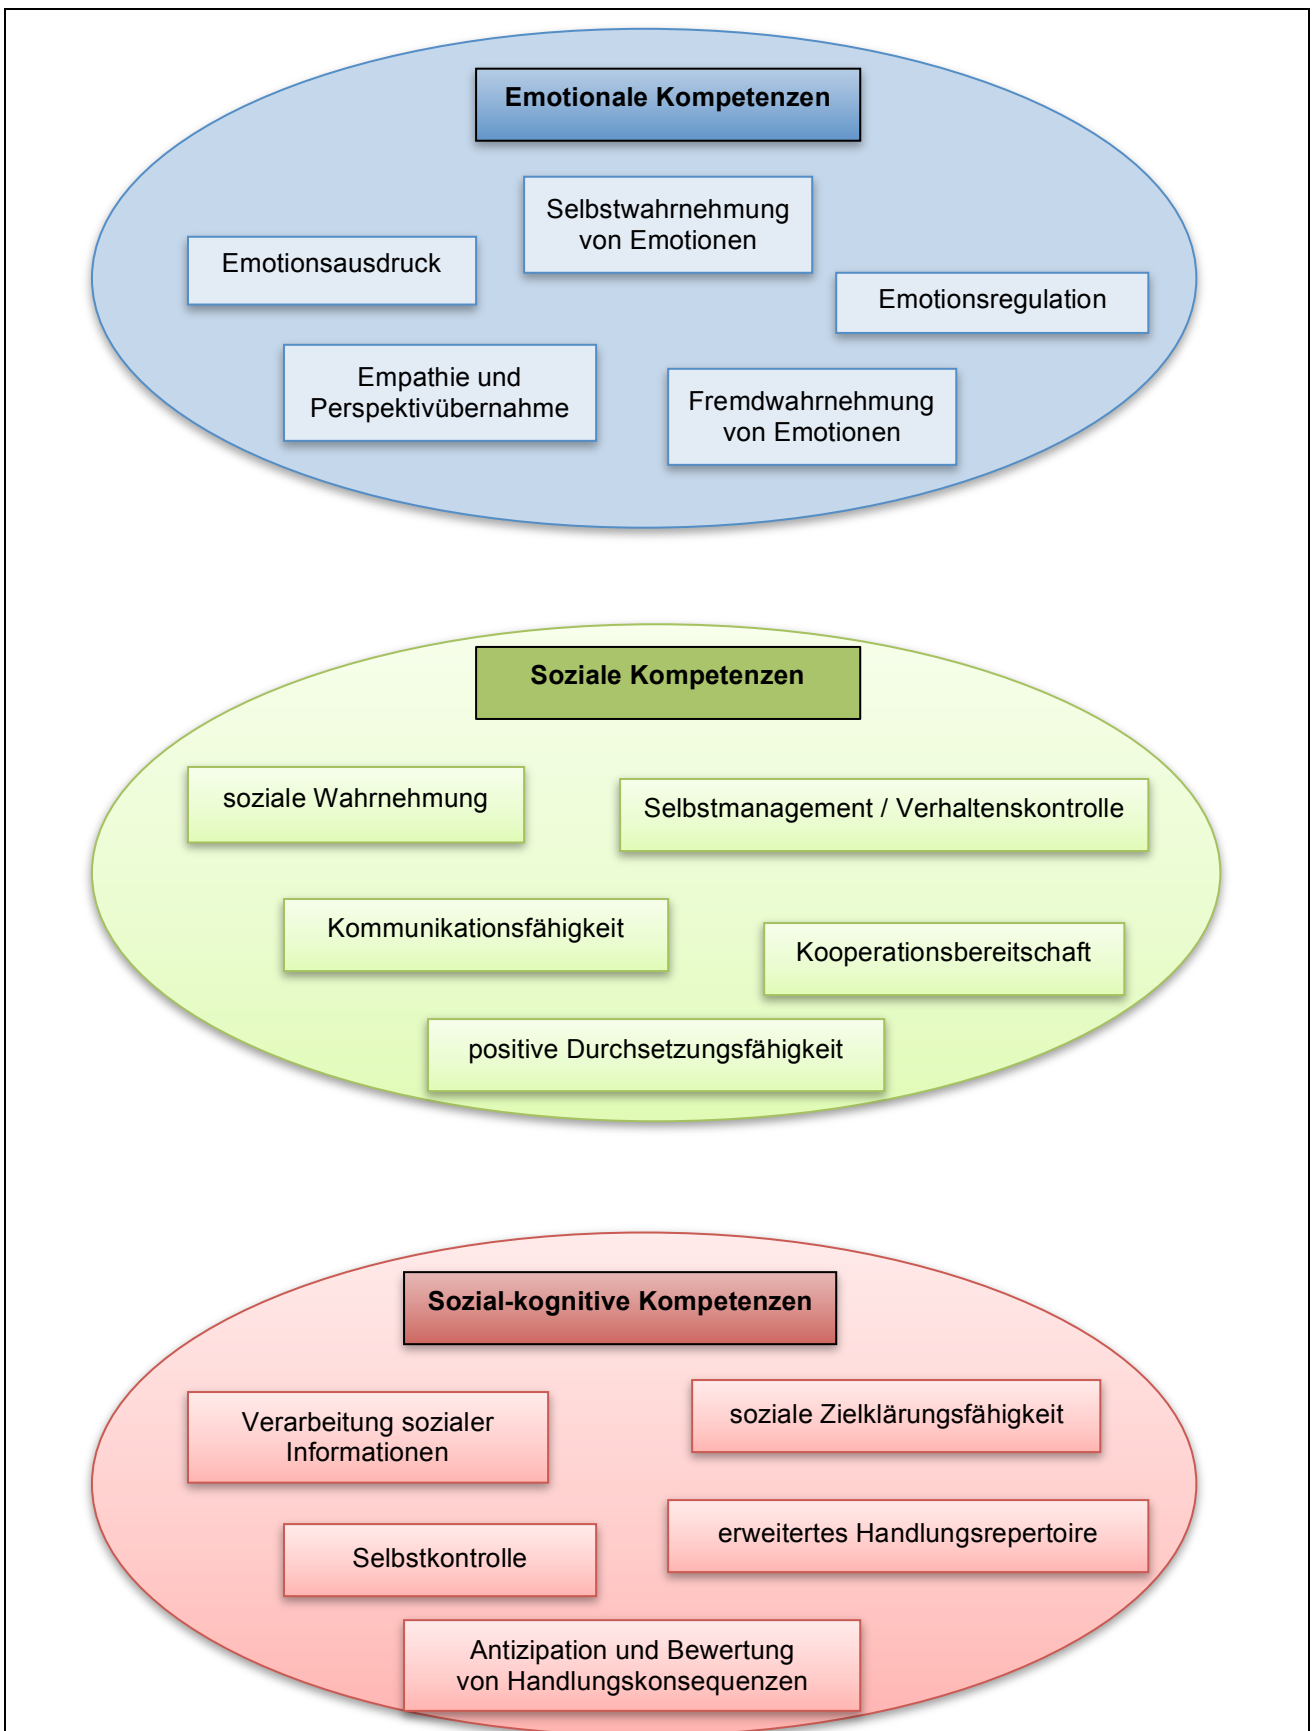 Emotionale Kompetenzen
Selbstwahrnehmung
von Emotionen
Emotionsausdruck
Emotionsregulation
Empathie und
Perspektivübernahme
Fremdwahrnehmung
von Emotionen
Soziale Kompetenzen
soziale Wahrnehmung
Selbstmanagement / Verhaltenskontrolle
Kommunikationsfähigkeit
Kooperationsbereitschaft
positive Durchsetzungsfähigkeit
Sozial-kognitive Kompetenzen
Verarbeitung sozialer
Informationen
soziale Zielklärungsfähigkeit
Selbstkontrolle
erweitertes Handlungsrepertoire
Antizipation und Bewertung
von Handlungskonsequenzen